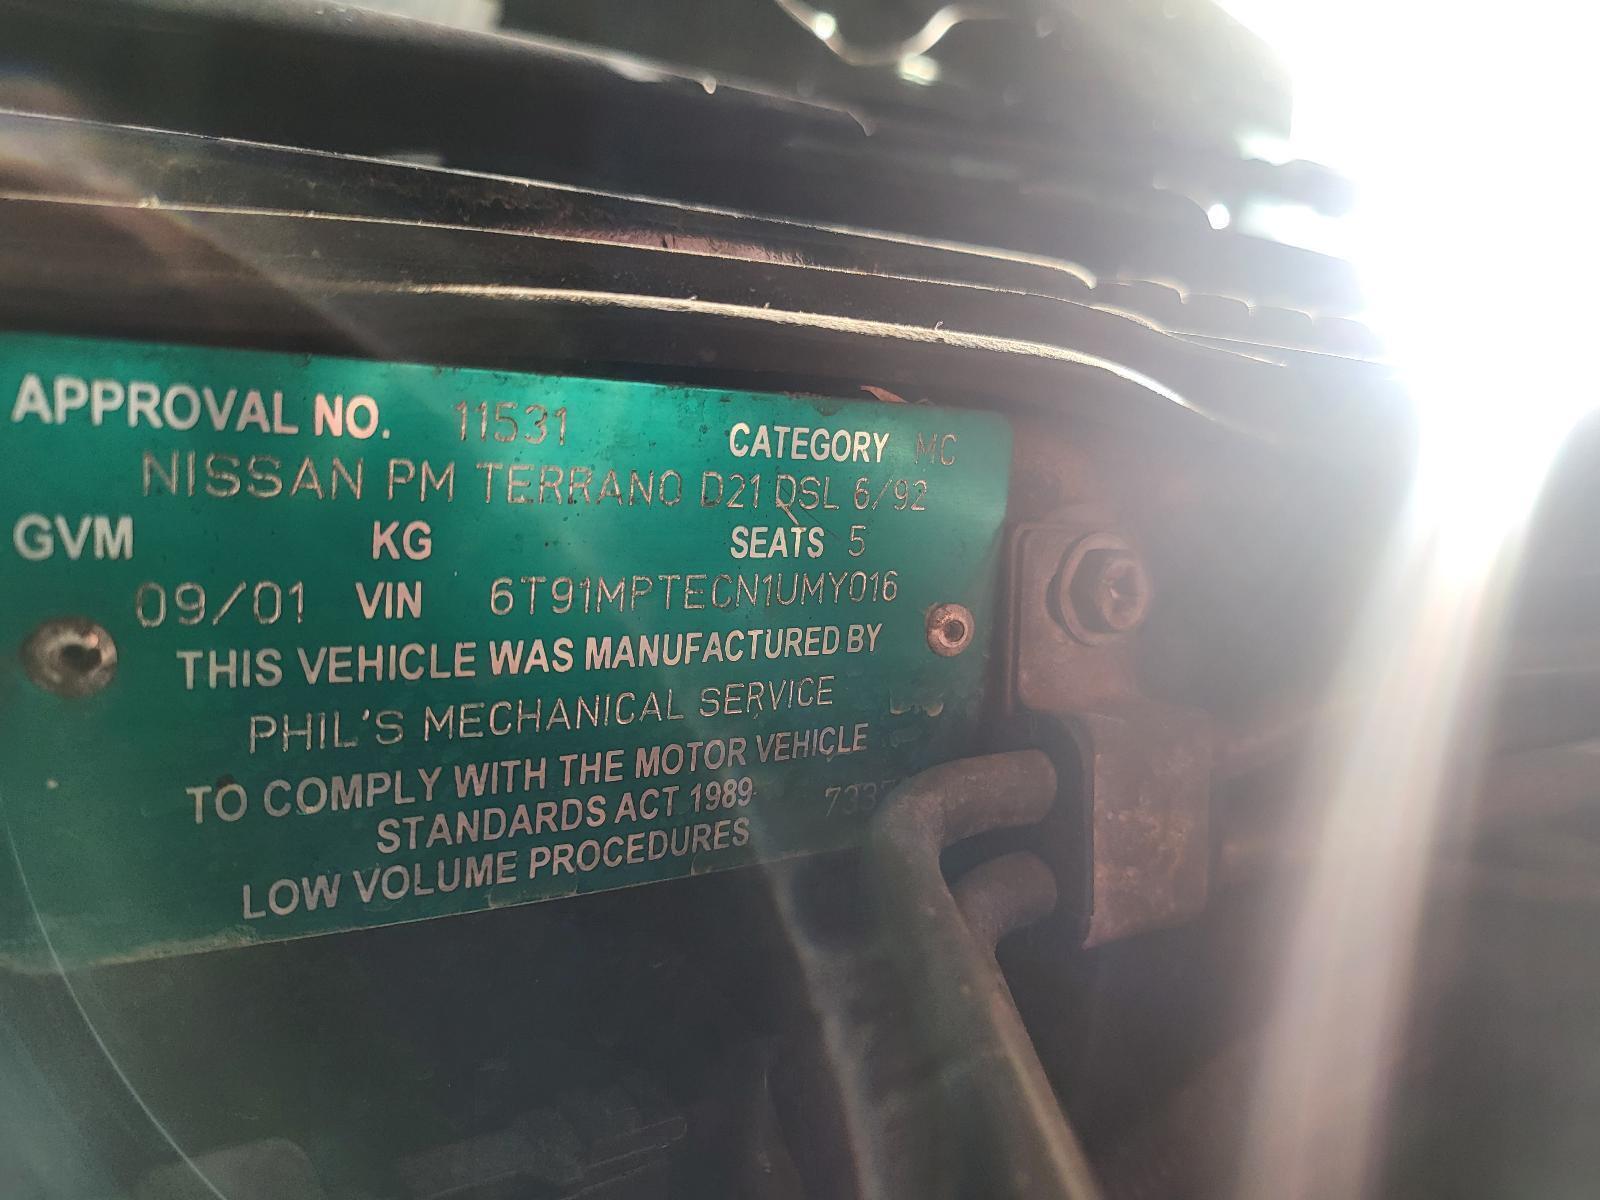 APPROVAL NO. 11531 CATEGORY MC
NISSAN PM TERRANO D21 DSL 6/92
GVM KG SEATS 5
09/01 VIN 6T91MPTECN1UMY016
THIS VEHICLE WAS MANUFACTURED BY
PHIL'S MECHANICAL SERVICE
TO COMPLY WITH THE MOTOR VEHICLE
STANDARDS ACT 1989
LOW VOLUME PROCEDURES